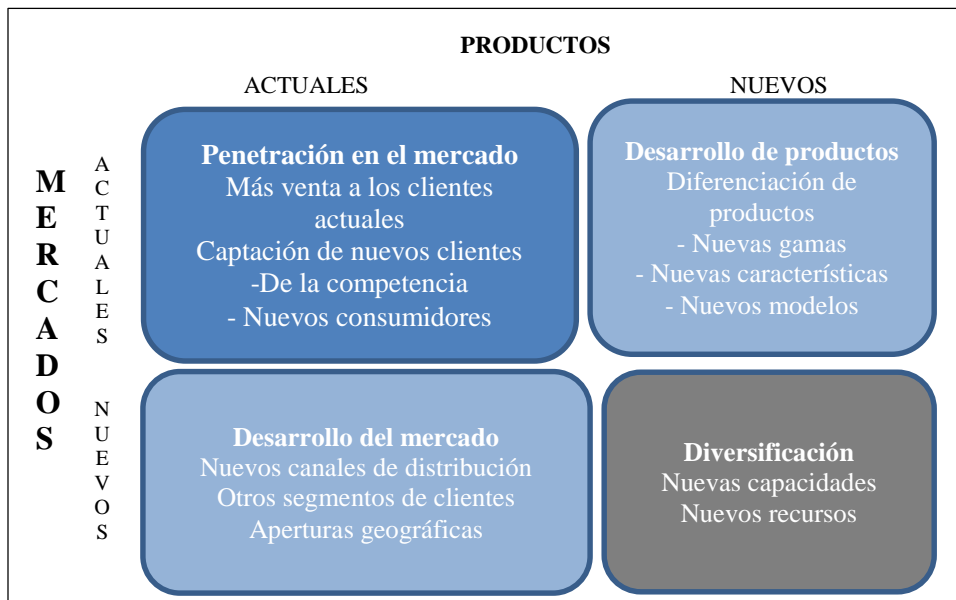 PRODUCTOS
ACTUALES
NUEVOS
MERCADOS
ACTUALES
Penetración en el mercado
Más venta a los clientes
actuales
Captación de nuevos clientes
-De la competencia
- Nuevos consumidores
Desarrollo de productos
Diferenciación de
productos
- Nuevas gamas
- Nuevas características
- Nuevos modelos
NUEVOS
Desarrollo del mercado
Nuevos canales de distribución
Otros segmentos de clientes
Aperturas geográficas
Diversificación
Nuevas capacidades
Nuevos recursos